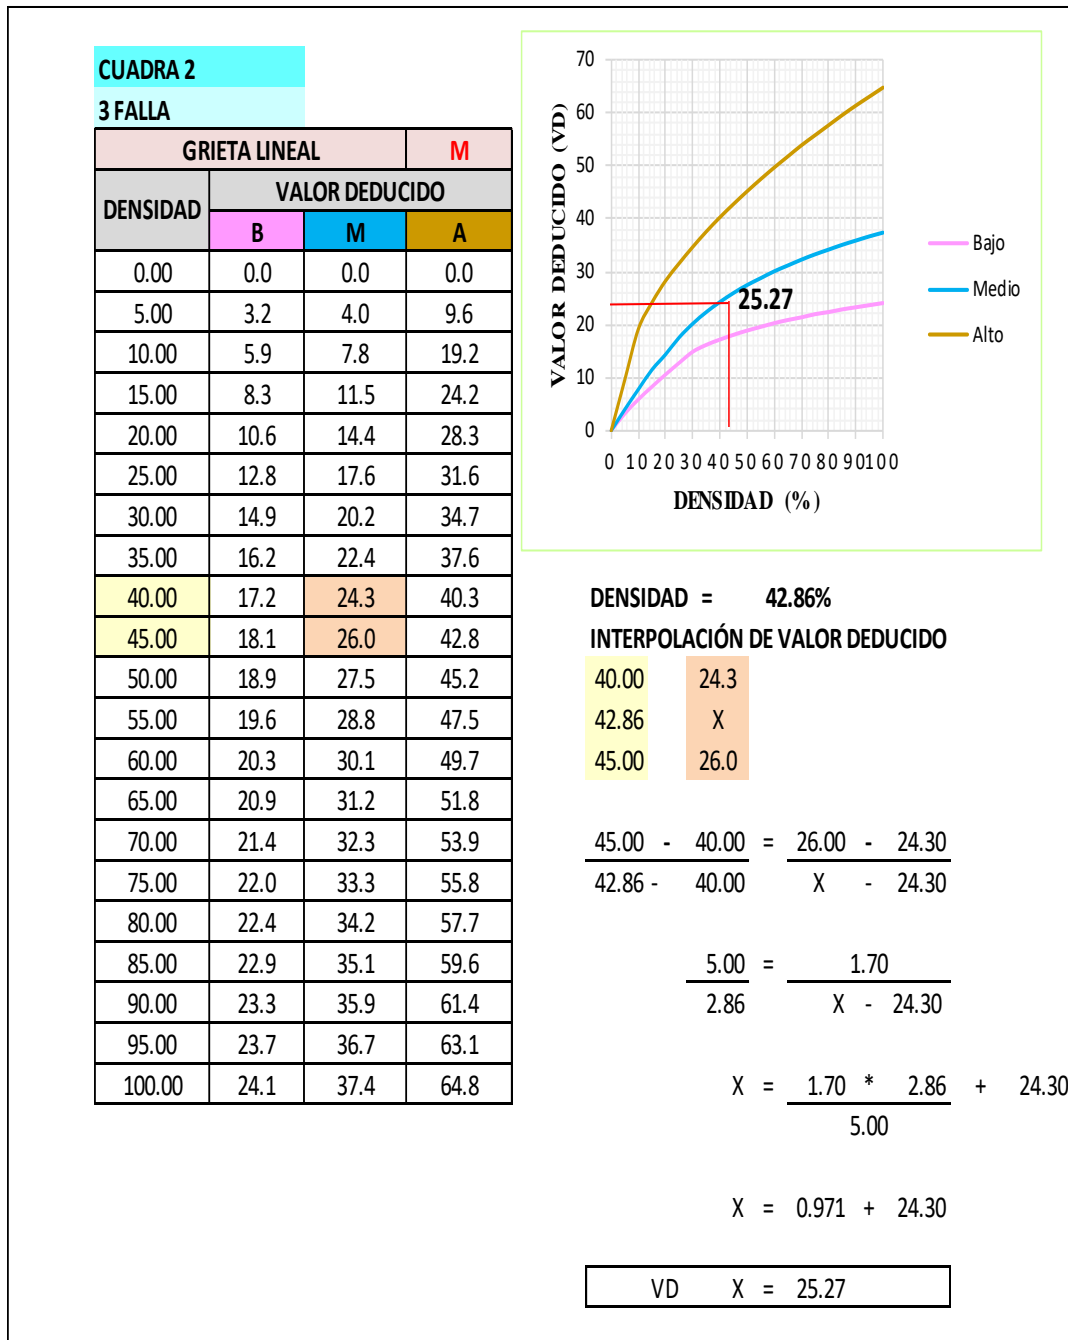 CUADRA 2
3 FALLA
GRIETA LINEAL M
DENSIDAD VALOR DEDUCIDO
B M A
0.00 0.0 0.0 0.0
5.00 3.2 4.0 9.6
10.00 5.9 7.8 19.2
15.00 8.3 11.5 24.2
20.00 10.6 14.4 28.3
25.00 12.8 17.6 31.6
30.00 14.9 20.2 34.7
35.00 16.2 22.4 37.6
40.00 17.2 24.3 40.3
45.00 18.1 26.0 42.8
50.00 18.9 27.5 45.2
55.00 19.6 28.8 47.5
60.00 20.3 30.1 49.7
65.00 20.9 31.2 51.8
70.00 21.4 32.3 53.9
75.00 22.0 33.3 55.8
80.00 22.4 34.2 57.7
85.00 22.9 35.1 59.6
90.00 23.3 35.9 61.4
95.00 23.7 36.7 63.1
100.00 24.1 37.4 64.8
VALOR DEDUCIDO (VD)
70
60
50
40
30
20
10
0
25.27
0 10 20 30 40 50 60 70 80 90 100
DENSIDAD (%)
Bajo
Medio
Alto
DENSIDAD = 42.86%
INTERPOLACIÓN DE VALOR DEDUCIDO
40.00 24.3
42.86 X
45.00 26.0
45.00 - 40.00 = 26.00 - 24.30
42.86 - 40.00 X - 24.30
5.00 = 1.70
2.86 X - 24.30
X = 1.70 * 2.86 + 24.30
5.00
X = 0.971 + 24.30
VD X = 25.27